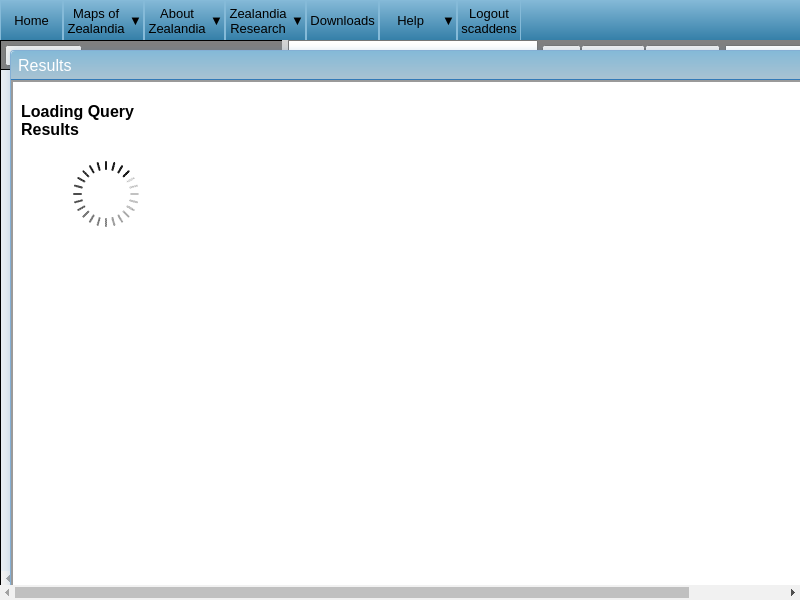 Home
Maps of
Zealandia ▼
About
Zealandia ▼
Zealandia
Research ▼
Downloads
Help ▼
Logout
scaddens
Results
Loading Query
Results